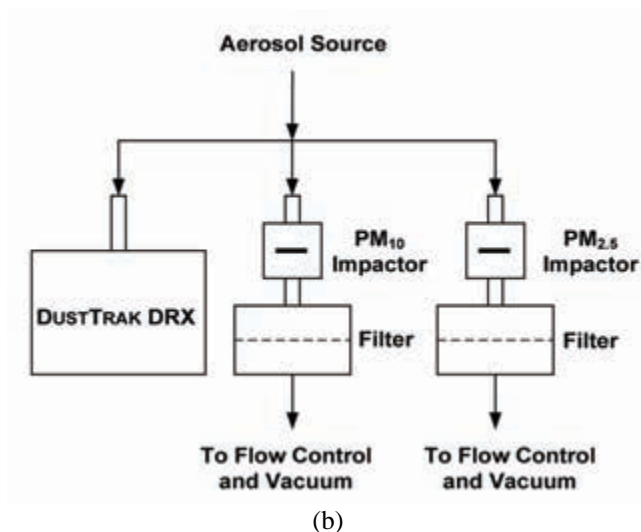 Aerosol Source
DUSTTRAK DRX
PM₁₀
Impactor
Filter
To Flow Control
and Vacuum
PM₂.₅
Impactor
Filter
To Flow Control
and Vacuum
(b)